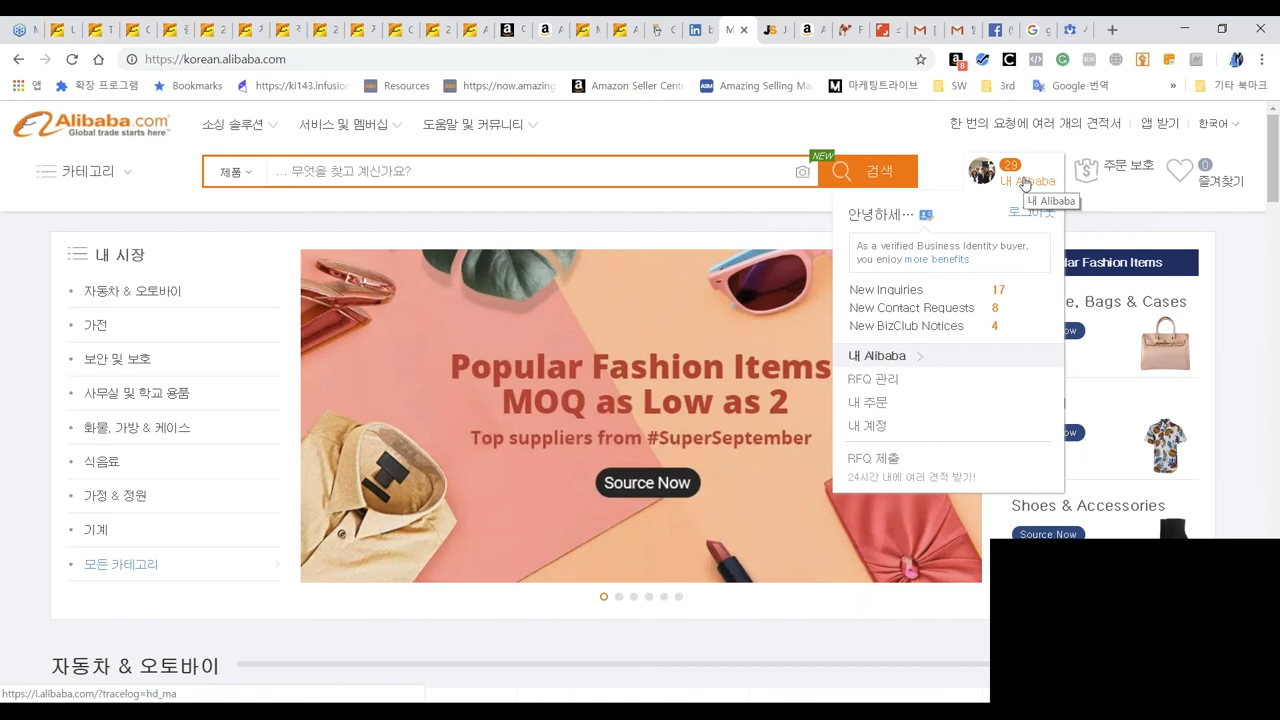 https://korean.alibaba.com
앱
확장 프로그램
Bookmarks
https://ki143.infusion
Resources
https://now.amazing
Amazon Seller Cent
Amazing Selling Ma
마케팅트라이브
SW
3rd
Google 번역
»
기타 북마크
Alibaba.com
Global trade starts here.
소싱 솔루션
서비스 및 멤버십
도움말 및 커뮤니티
한 번의 요청에 여러 개의 견적서
앱 받기
한국어
카테고리
제품
... 무엇을 찾고 계신가요?
NEW
검색
29
내 Alibaba
주문 보호
0
즐겨찾기
내 Alibaba
안녕하세…
로그아웃
As a verified Business Identity buyer,
you enjoy more benefits
New Inquiries 17
New Contact Requests 8
New BizClub Notices 4
내 Alibaba
RFQ 관리
내 주문
내 계정
RFQ 제출
24시간 내에 여러 견적 받기!
내 시장
자동차 & 오토바이
가전
보안 및 보호
사무실 및 학교 용품
화물, 가방 & 케이스
식음료
가정 & 정원
기계
모든 카테고리
Popular Fashion Items
MOQ as Low as 2
Top suppliers from #SuperSeptember
Source Now
Fashion Items
Bags & Cases
Shoes & Accessories
Source Now
자동차 & 오토바이
https://i.alibaba.com/?tracelog=hd_ma